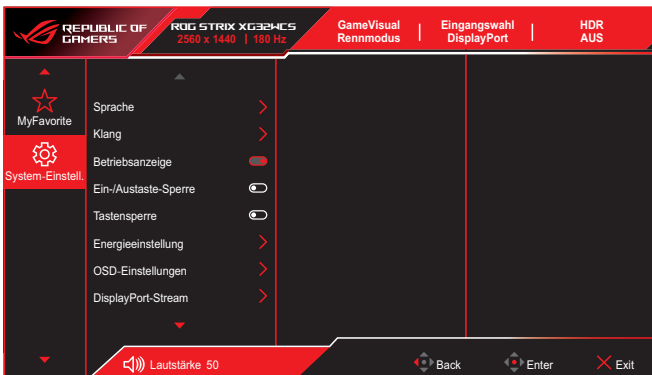 REPUBLIC OF
GAMERS
ROG STRIX XG32WCS
2560 x 1440 | 180 Hz
GameVisual
Rennmodus
Eingangswahl
DisplayPort
HDR
AUS
MyFavorite
System-Einstell.
Sprache
Klang
Betriebsanzeige
Ein-/Austaste-Sperre
Tastensperre
Energieeinstellung
OSD-Einstellungen
DisplayPort-Stream
Lautstärke 50
Back
Enter
Exit